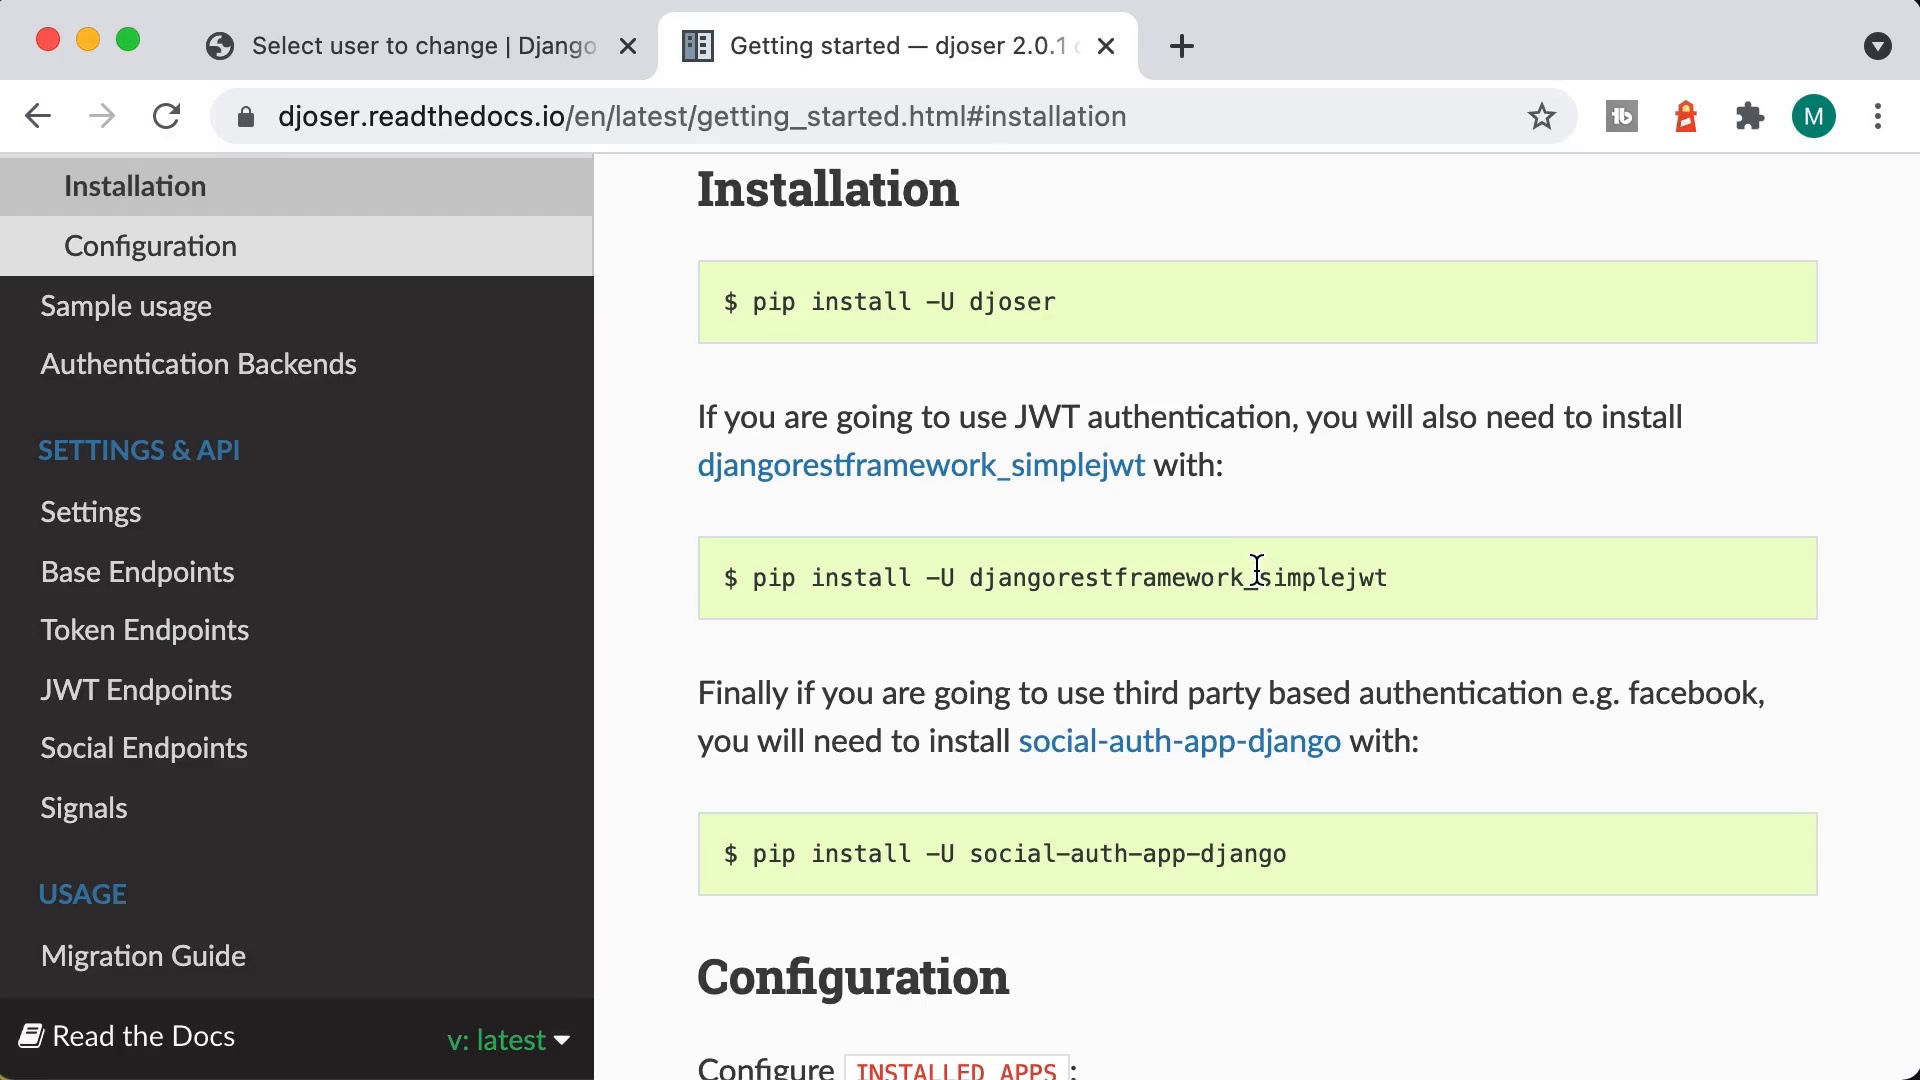 Select user to change | Django
Getting started — djoser 2.0.1
djoser.readthedocs.io/en/latest/getting_started.html#installation
M
Installation
Configuration
Sample usage
Authentication Backends
SETTINGS & API
Settings
Base Endpoints
Token Endpoints
JWT Endpoints
Social Endpoints
Signals
USAGE
Migration Guide
Read the Docs
v: latest
Installation
$ pip install -U djoser
If you are going to use JWT authentication, you will also need to install
djangorestframework_simplejwt with:
$ pip install -U djangorestframework_simplejwt
Finally if you are going to use third party based authentication e.g. facebook,
you will need to install social-auth-app-django with:
$ pip install -U social-auth-app-django
Configuration
Configure INSTALLED_APPS: